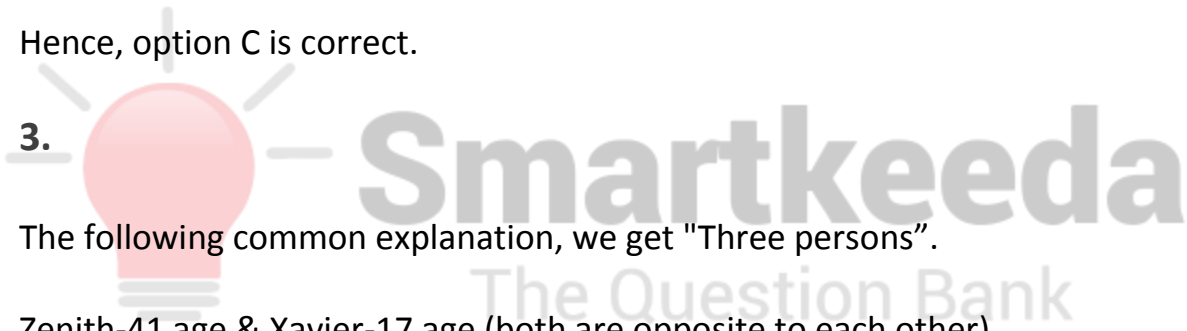 Hence, option C is correct.
3.
Smartkeeda
The following common explanation, we get "Three persons”.
The Question Bank
Zenith-41 age & Xavier-17 age (both are opposite to each other)